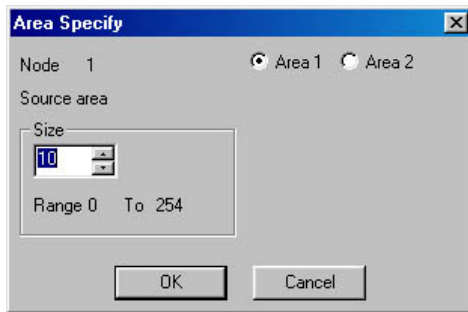 Area Specify
Node 1 Area 1 Area 2
Source area
Size
10
Range 0 To 254
OK Cancel